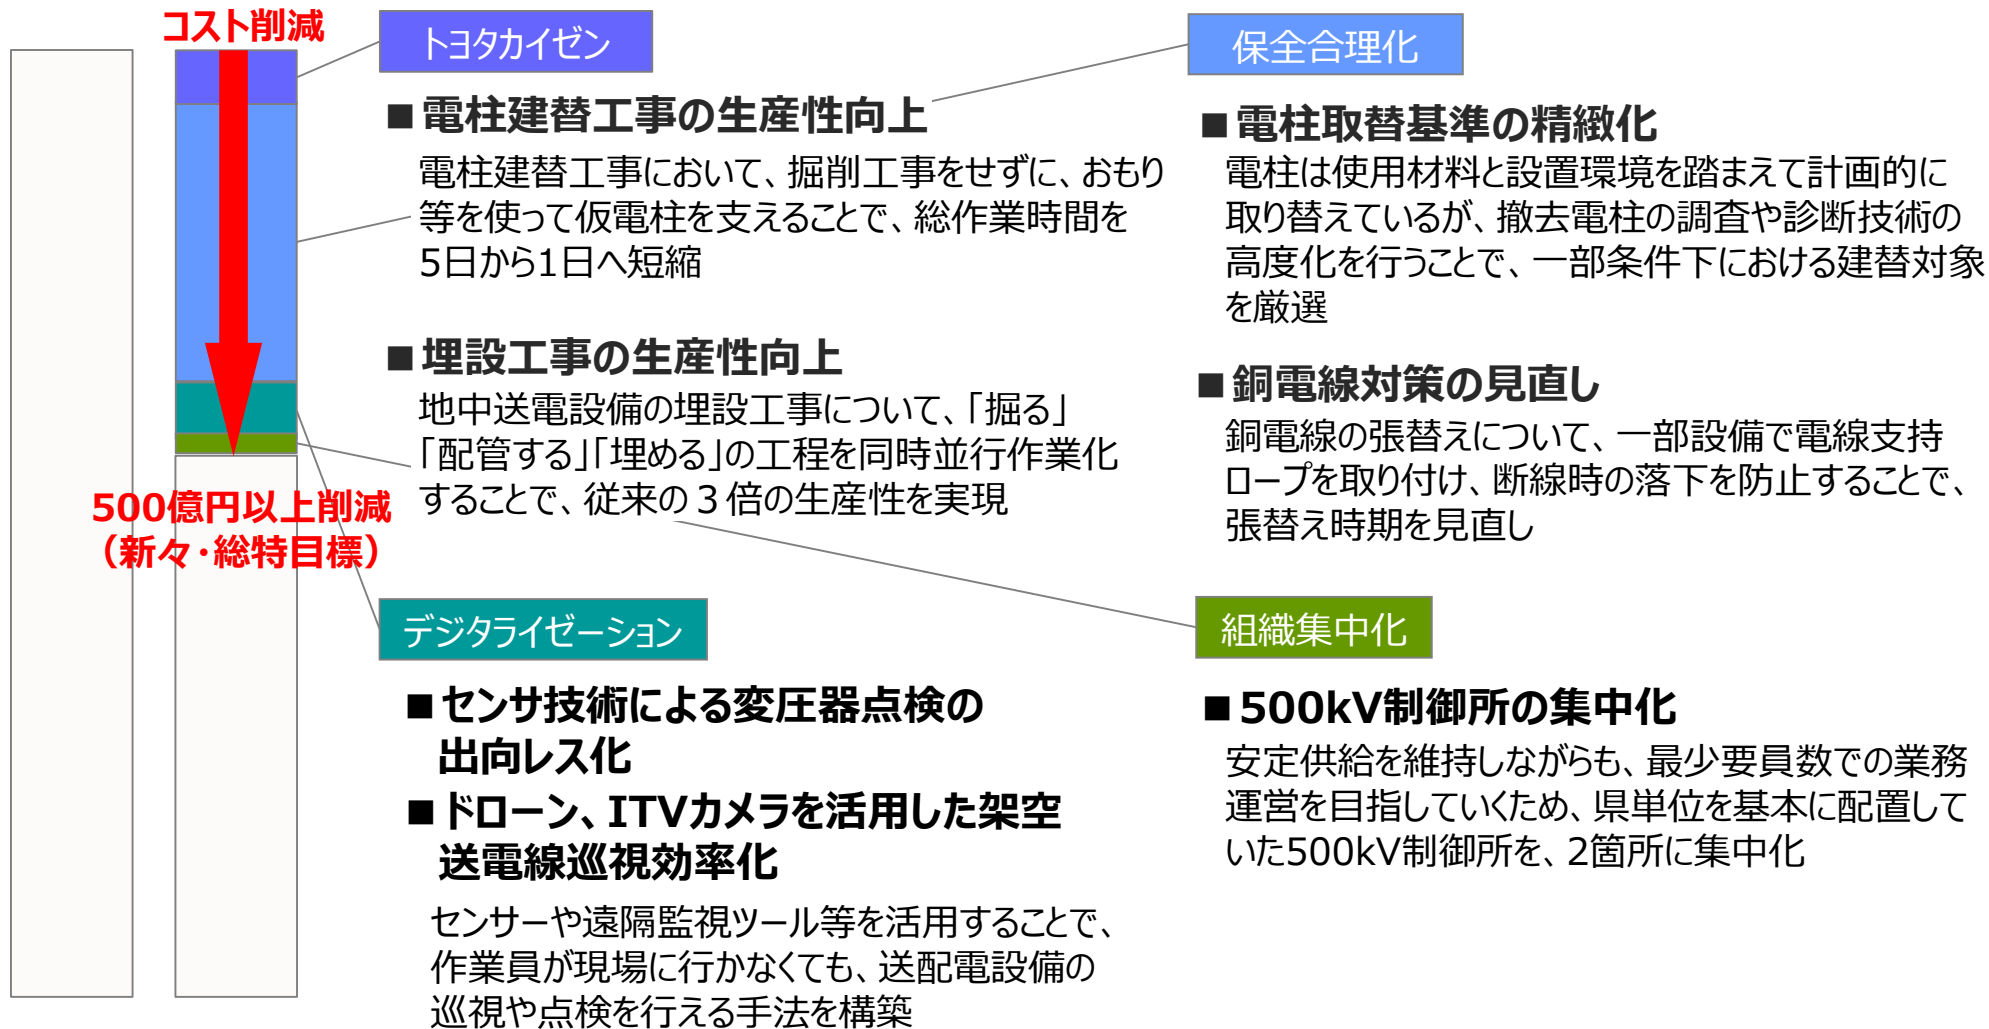 コスト削減
500億円以上削減
（新々・総特目標）
トヨタカイゼン
■電柱建替工事の生産性向上
電柱建替工事において、掘削工事をせずに、おもり
等を使って仮電柱を支えることで、総作業時間を
5日から1日へ短縮
■埋設工事の生産性向上
地中送電設備の埋設工事について、「掘る」
「配管する」「埋める」の工程を同時並行作業化
することで、従来の３倍の生産性を実現
保全合理化
■電柱取替基準の精緻化
電柱は使用材料と設置環境を踏まえて計画的に
取り替えているが、撤去電柱の調査や診断技術の
高度化を行うことで、一部条件下における建替対象
を厳選
■銅電線対策の見直し
銅電線の張替えについて、一部設備で電線支持
ロープを取り付け、断線時の落下を防止することで、
張替え時期を見直し
デジタライゼーション
■センサ技術による変圧器点検の
出向レス化
■ドローン、ITVカメラを活用した架空
送電線巡視効率化
センサーや遠隔監視ツール等を活用することで、
作業員が現場に行かなくても、送配電設備の
巡視や点検を行える手法を構築
組織集中化
■500kV制御所の集中化
安定供給を維持しながらも、最少要員数での業務
運営を目指していくため、県単位を基本に配置して
いた500kV制御所を、2箇所に集中化